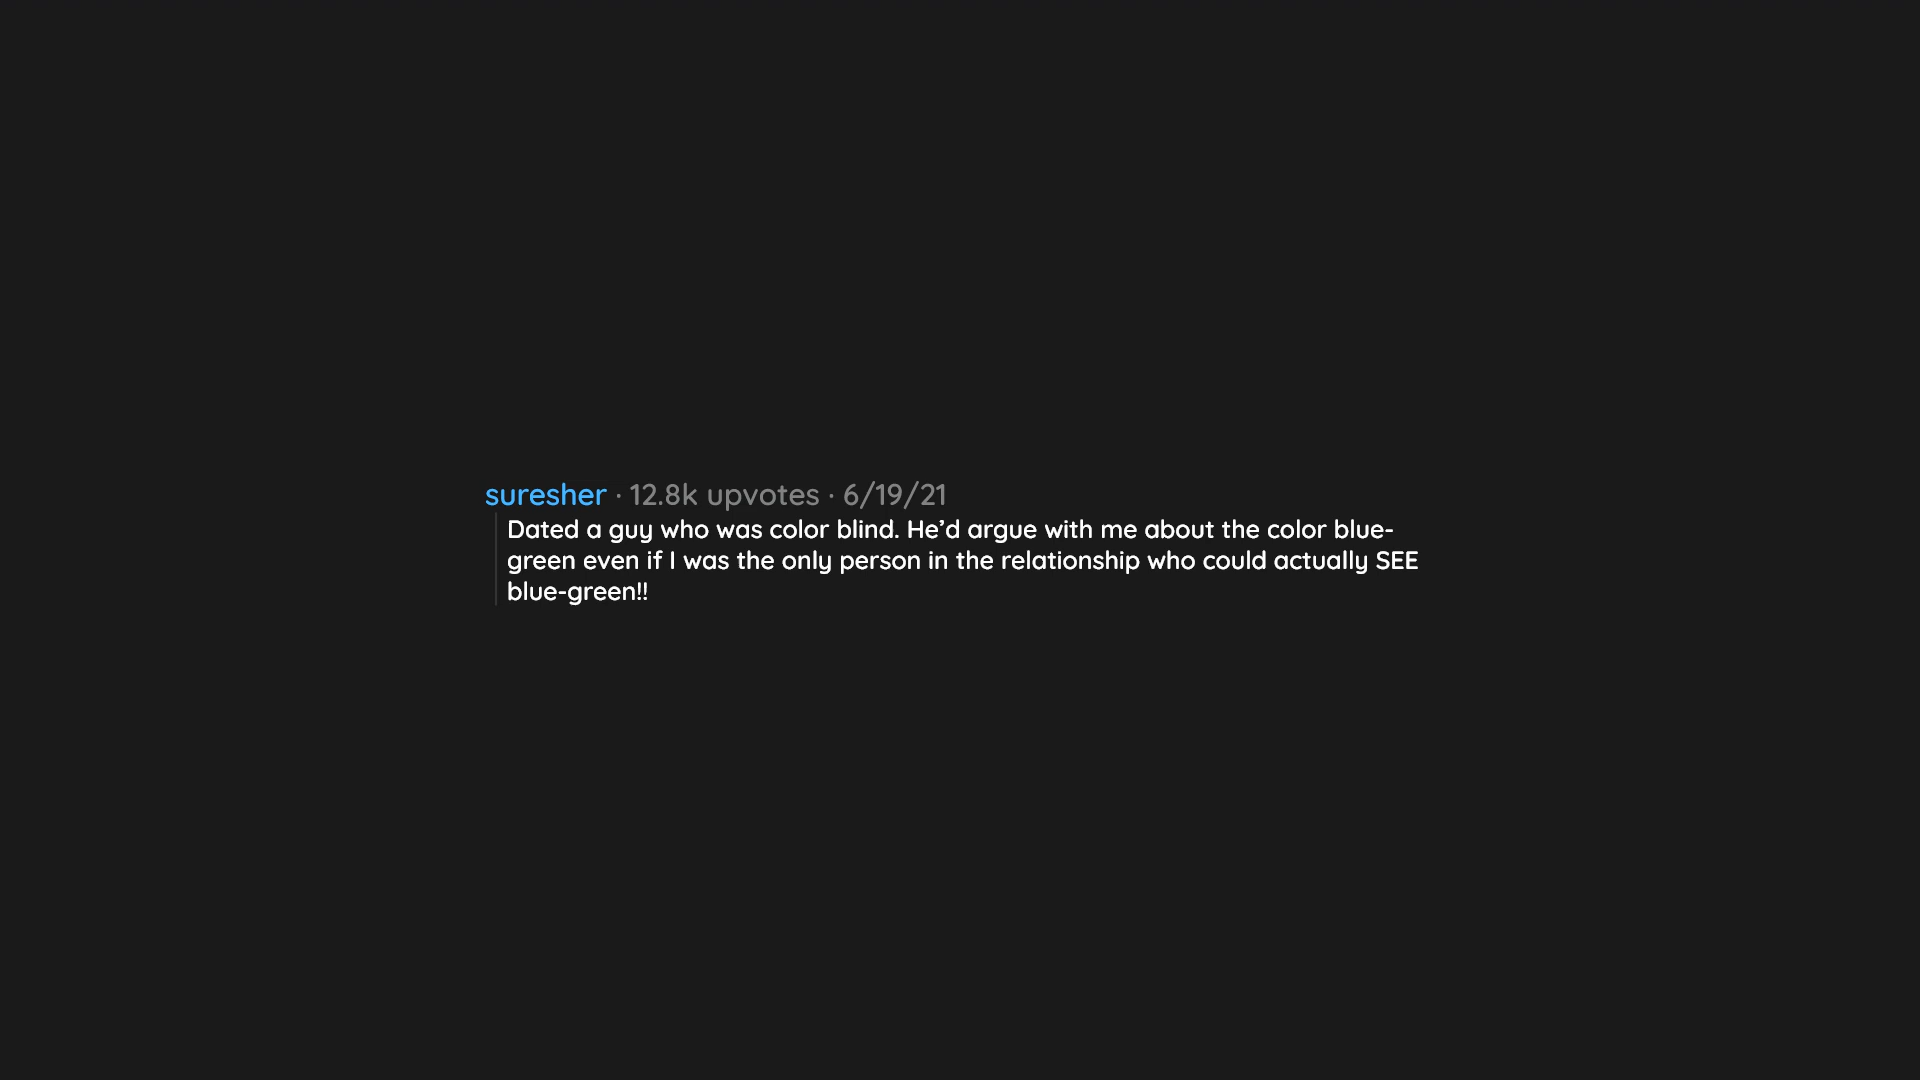 suresher · 12.8k upvotes · 6/19/21
Dated a guy who was color blind. He’d argue with me about the color blue-
green even if I was the only person in the relationship who could actually SEE
blue-green!!